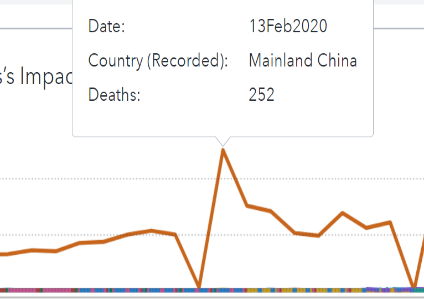 Date: 13Feb2020
Country (Recorded): Mainland China
's Impac
Deaths: 252